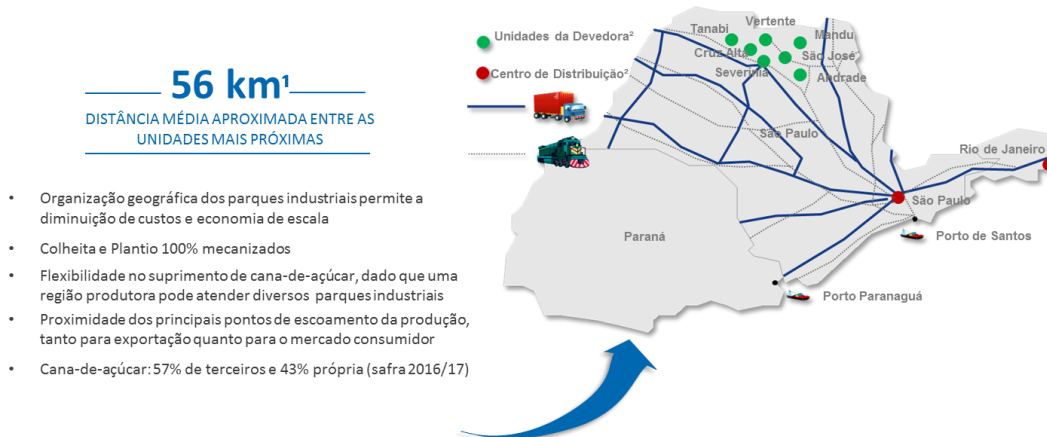 56 km¹
DISTÂNCIA MÉDIA APROXIMADA ENTRE AS
UNIDADES MAIS PRÓXIMAS
• Organização geográfica dos parques industriais permite a
diminuição de custos e economia de escala
• Colheita e Plantio 100% mecanizados
• Flexibilidade no suprimento de cana-de-açúcar, dado que uma
região produtora pode atender diversos parques industriais
• Proximidade dos principais pontos de escoamento da produção,
tanto para exportação quanto para o mercado consumidor
• Cana-de-açúcar: 57% de terceiros e 43% própria (safra 2016/17)
Unidades da Devedora²
Centro de Distribuição²
Tanabi
Vertente
Mandu
Cruz Alta
São José
Severínia
Andrade
São Paulo
Rio de Janeiro
São Paulo
Paraná
Porto de Santos
Porto Paranaguá